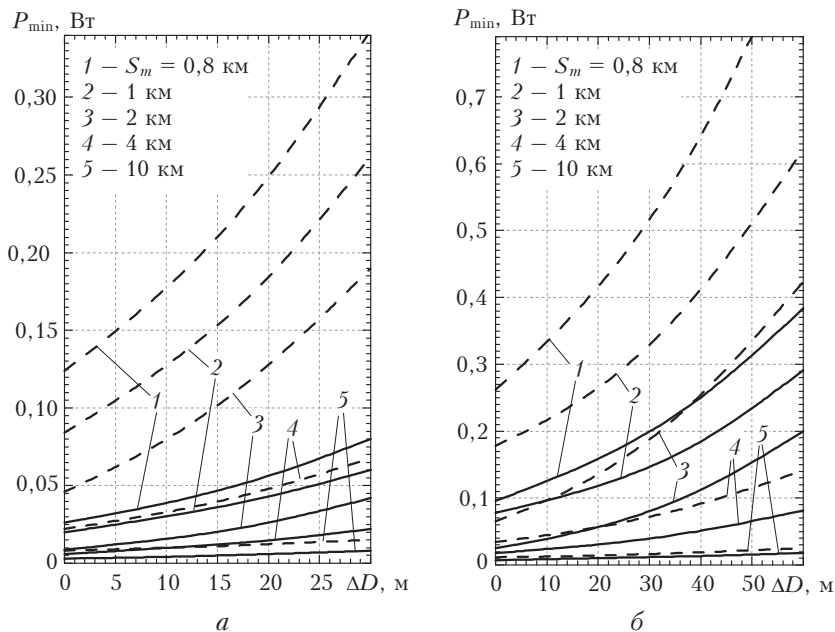 P_min, Вт
1 – S_m = 0,8 км
2 – 1 км
3 – 2 км
4 – 4 км
5 – 10 км
0,30
0,25
0,20
0,15
0,10
0,05
0
1
2
3
4
5
0 5 10 15 20 25 ΔD, м
а
P_min, Вт
1 – S_m = 0,8 км
2 – 1 км
3 – 2 км
4 – 4 км
5 – 10 км
0,7
0,6
0,5
0,4
0,3
0,2
0,1
0
1
2
3
4
5
0 10 20 30 40 50 ΔD, м
б